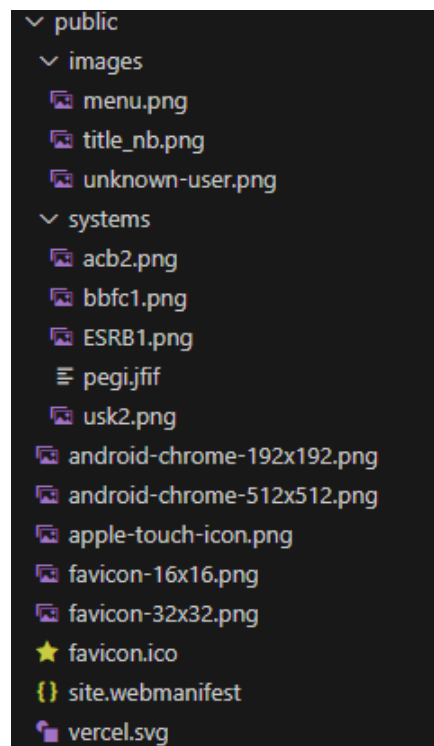 public
images
menu.png
title_nb.png
unknown-user.png
systems
acb2.png
bbfc1.png
ESRB1.png
pegi.jfif
usk2.png
android-chrome-192x192.png
android-chrome-512x512.png
apple-touch-icon.png
favicon-16x16.png
favicon-32x32.png
favicon.ico
site.webmanifest
vercel.svg